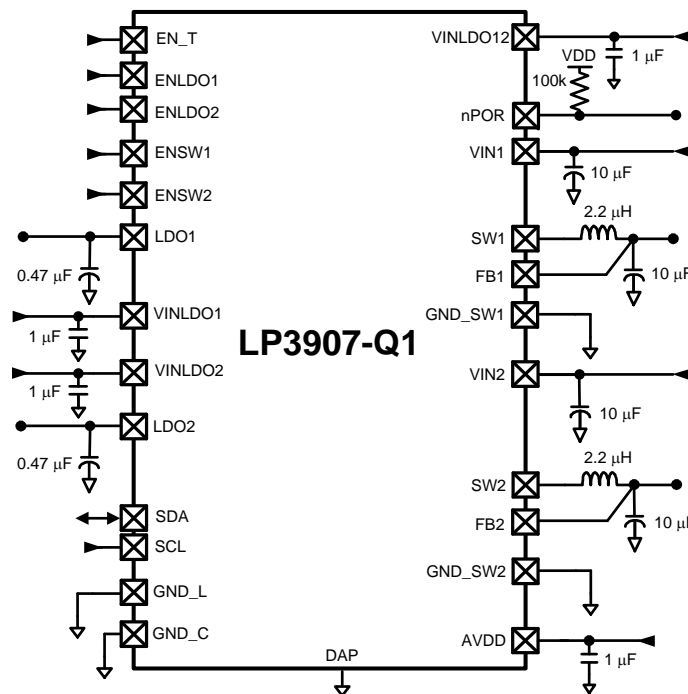 EN_T
ENLDO1
ENLDO2
ENSW1
ENSW2
LDO1
0.47 μF
VINLDO1
1 μF
VINLDO2
1 μF
LDO2
0.47 μF
SDA
SCL
GND_L
GND_C
LP3907-Q1
DAP
VINLDO12
1 μF
VDD
100k
nPOR
VIN1
10 μF
2.2 μH
SW1
FB1
10 μF
GND_SW1
VIN2
10 μF
2.2 μH
SW2
FB2
10 μF
GND_SW2
AVDD
1 μF